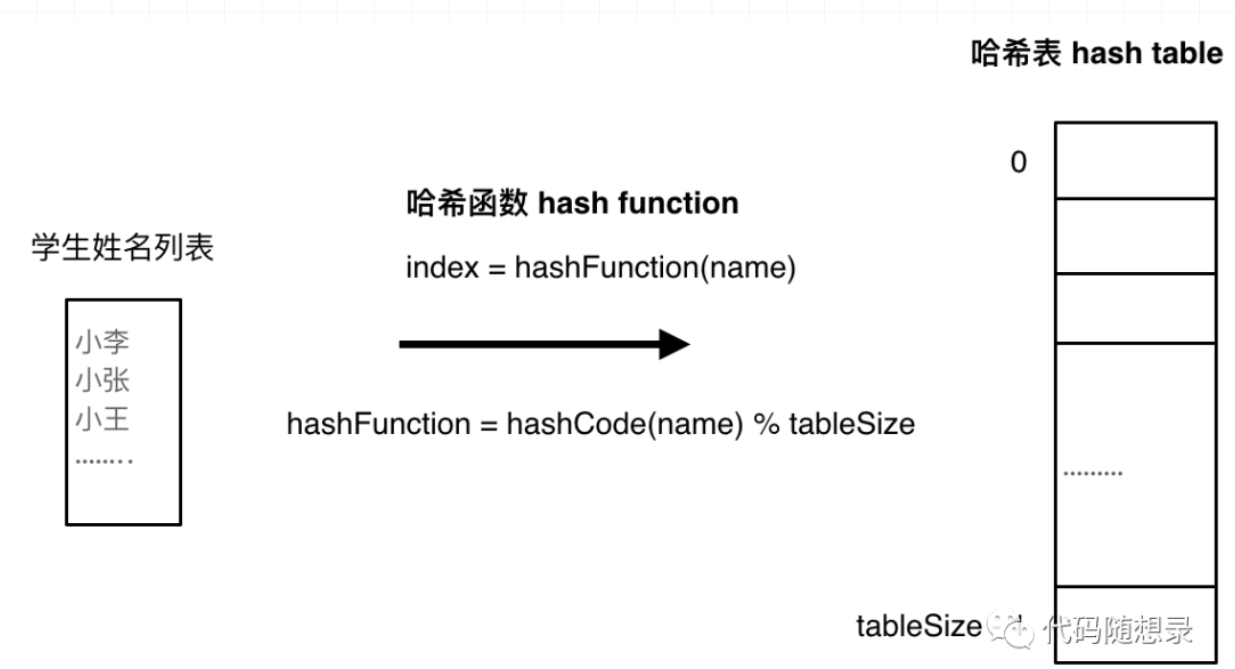 哈希表 hash table
0
哈希函数 hash function
index = hashFunction(name)
学生姓名列表
小李
小张
小王
........
hashFunction = hashCode(name) % tableSize
.........
tableSize
代码随想录